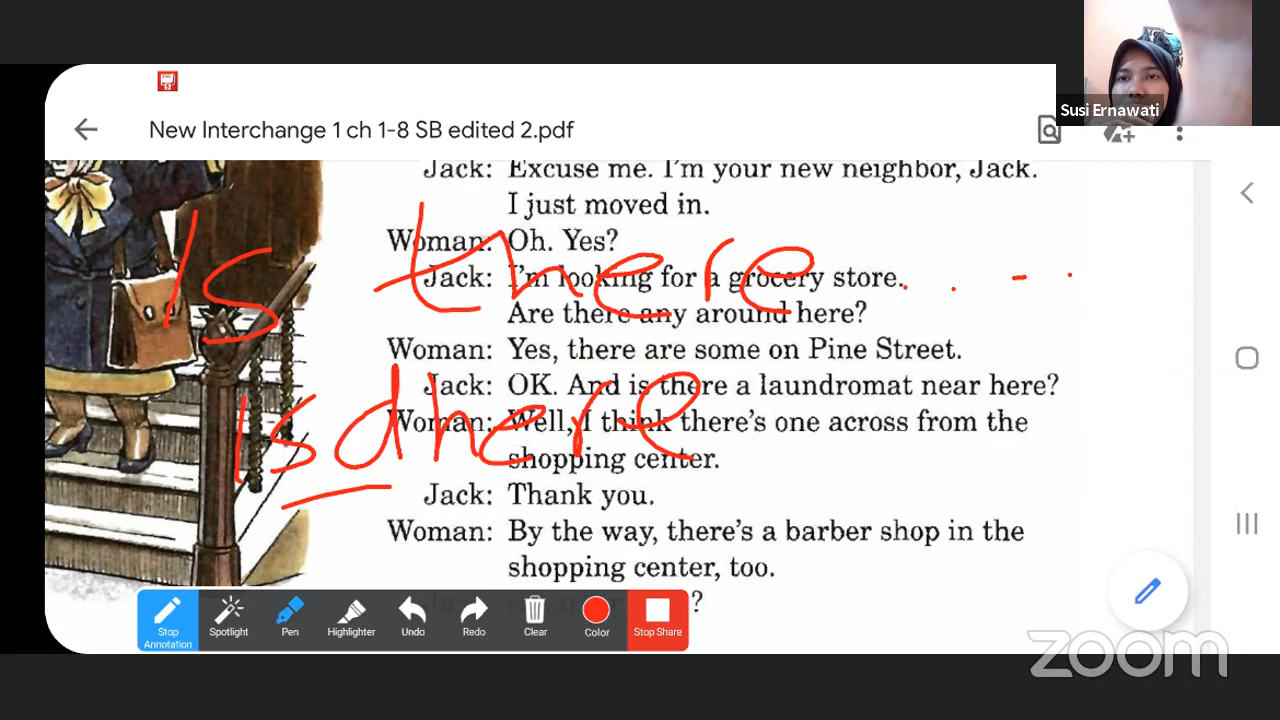 Susi Ernawati
New Interchange 1 ch 1-8 SB edited 2.pdf
Jack: Excuse me. I'm your new neighbor, Jack.
I just moved in.
Woman: Oh. Yes?
Jack: I'm looking for a grocery store.
Are there any around here?
Woman: Yes, there are some on Pine Street.
Jack: OK. And is there a laundromat near here?
Woman: Well, I think there's one across from the
shopping center.
Jack: Thank you.
Woman: By the way, there's a barber shop in the
shopping center, too.
?
Is there . . - .
Isdhere
Stop Annotation
Spotlight
Pen
Highlighter
Undo
Redo
Clear
Color
Stop Share
zoom